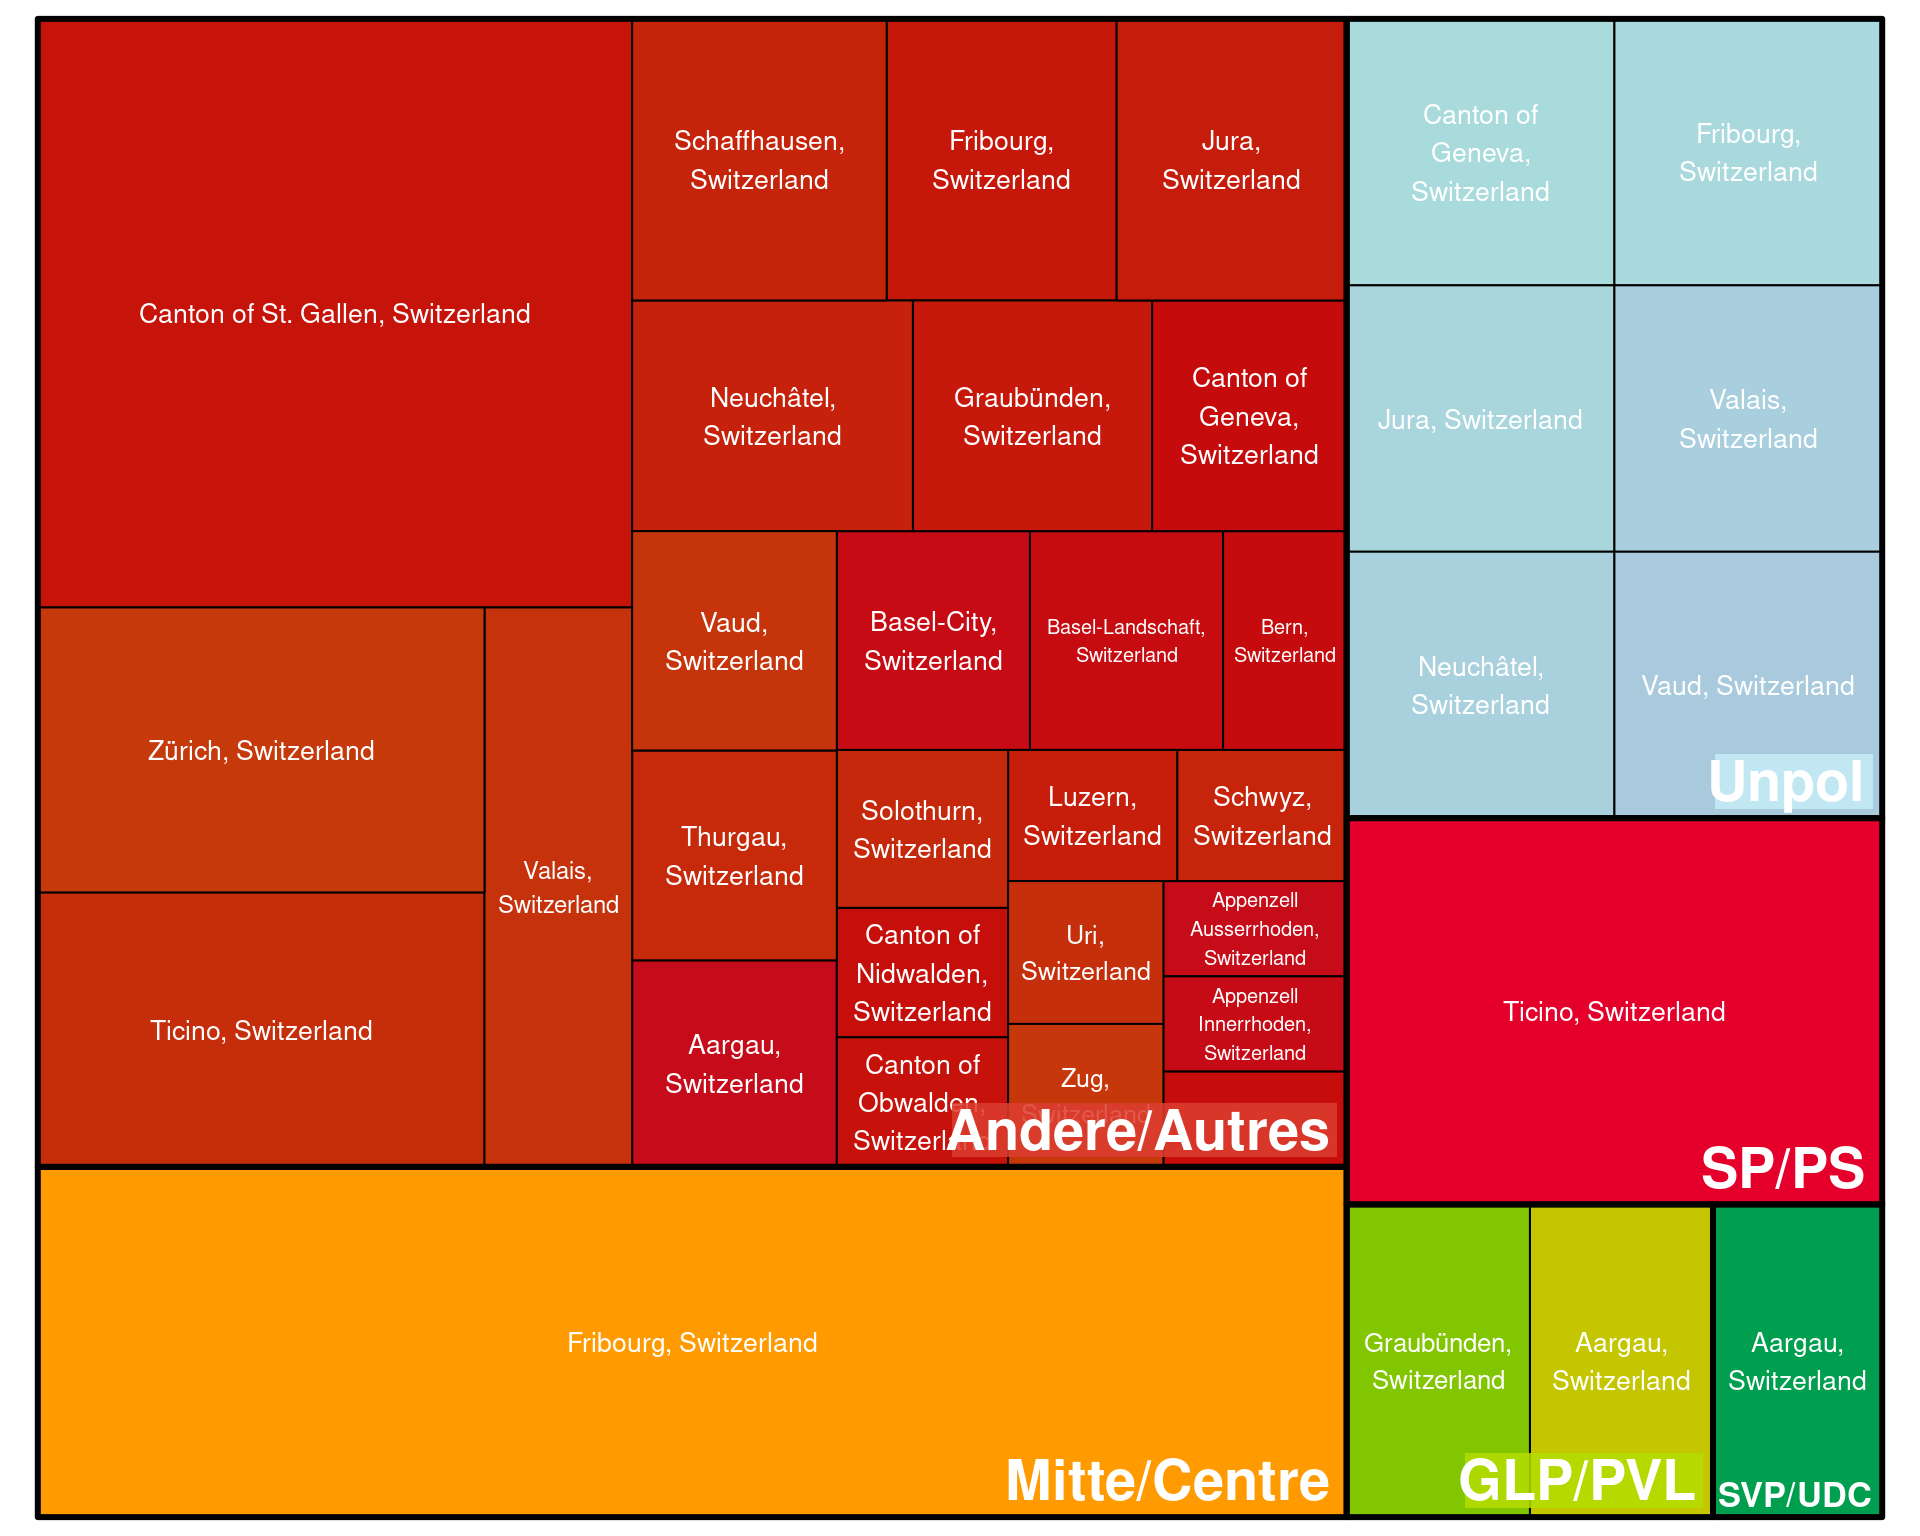 Canton of St. Gallen, Switzerland
Schaffhausen,
Switzerland
Fribourg,
Switzerland
Jura,
Switzerland
Neuchâtel,
Switzerland
Graubünden,
Switzerland
Canton of
Geneva,
Switzerland
Zürich, Switzerland
Ticino, Switzerland
Valais,
Switzerland
Vaud,
Switzerland
Basel-City,
Switzerland
Basel-Landschaft,
Switzerland
Bern,
Switzerland
Thurgau,
Switzerland
Aargau,
Switzerland
Solothurn,
Switzerland
Canton of
Nidwalden,
Switzerland
Canton of
Obwalden,
Switzerland
Luzern,
Switzerland
Schwyz,
Switzerland
Uri,
Switzerland
Zug,
Switzerland
Appenzell
Ausserrhoden,
Switzerland
Appenzell
Innerrhoden,
Switzerland
Andere/Autres
Fribourg, Switzerland
Mitte/Centre
Canton of
Geneva,
Switzerland
Fribourg,
Switzerland
Jura, Switzerland
Valais,
Switzerland
Neuchâtel,
Switzerland
Vaud, Switzerland
Unpol
Ticino, Switzerland
SP/PS
Graubünden,
Switzerland
Aargau,
Switzerland
GLP/PVL
Aargau,
Switzerland
SVP/UDC